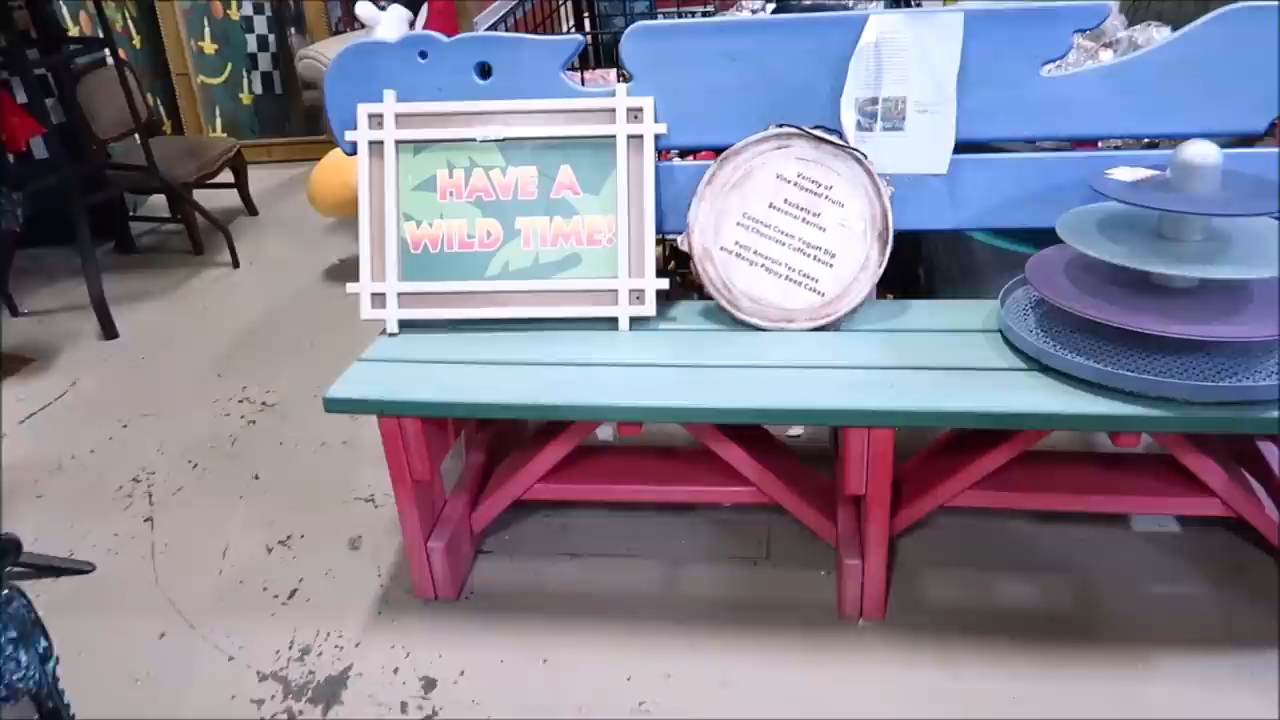 HAVE A
WILD TIME!
Variety of
Vine Ripened Fruits
Baskets of
Seasonal Berries
Coconut Cream Yogurt Dip
and Chocolate Coffee Sauce
Petit Amarula Tea Cakes
and Mango Poppy Seed Cakes